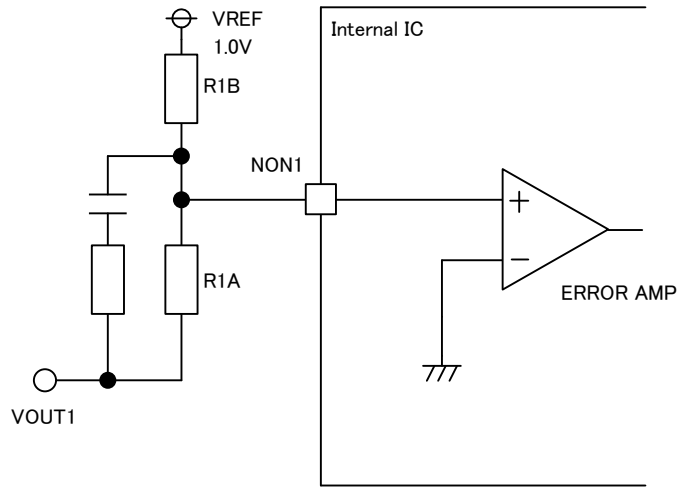 VREF
1.0V
Internal IC
R1B
NON1
+
−
R1A
ERROR AMP
VOUT1